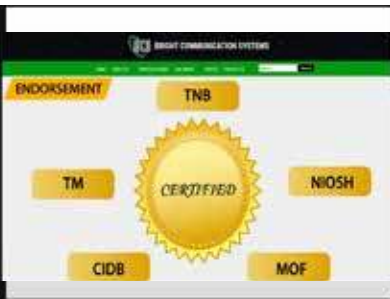 BRIGHT COMMUNICATION SYSTEMS
ENDORSEMENT
TNB
TM
CERTIFIED
NIOSH
CIDB
MOF